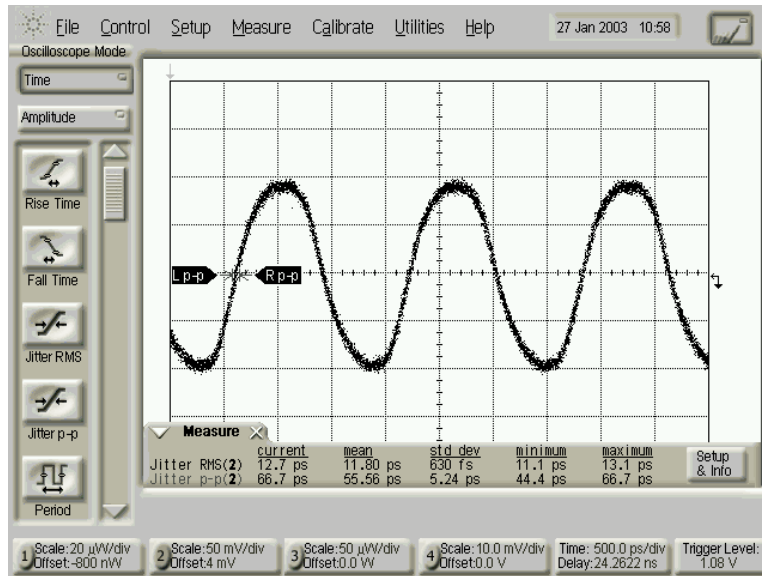 File Control Setup Measure Calibrate Utilities Help 27 Jan 2003 10:58
Oscilloscope Mode
Time
Amplitude
Rise Time
Fall Time
Jitter RMS
Jitter p-p
Period
L p-p R p-p
Measure
current mean std dev minimum maximum
Jitter RMS(2) 12.7 ps 11.80 ps 630 fs 11.1 ps 13.1 ps
Jitter p-p(2) 66.7 ps 55.56 ps 5.24 ps 44.4 ps 66.7 ps
Setup
& Info
1 Scale:20 µW/div
Offset:-800 nW
2 Scale:50 mV/div
Offset:4 mV
3 Scale:50 µW/div
Offset:0.0 W
4 Scale:10.0 mV/div
Offset:0.0 V
Time: 500.0 ps/div
Delay:24.2622 ns
Trigger Level:
1.08 V